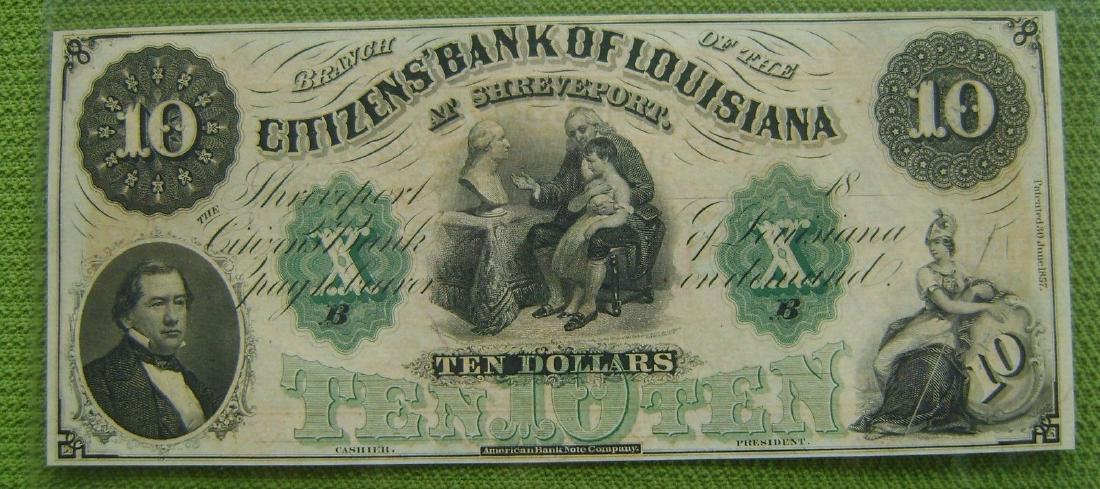 BRANCH OF THE
CITIZENS' BANK OF LOUISIANA
AT SHREVEPORT.
10
10
Shreveport 18
THE
Citizens' Bank of Louisiana
X
X
pay bearer on demand
B
B
Patented 30 June 1857.
TEN DOLLARS
10
TEN 10 TEN
CASHIER.
American Bank Note Company.
PRESIDENT.